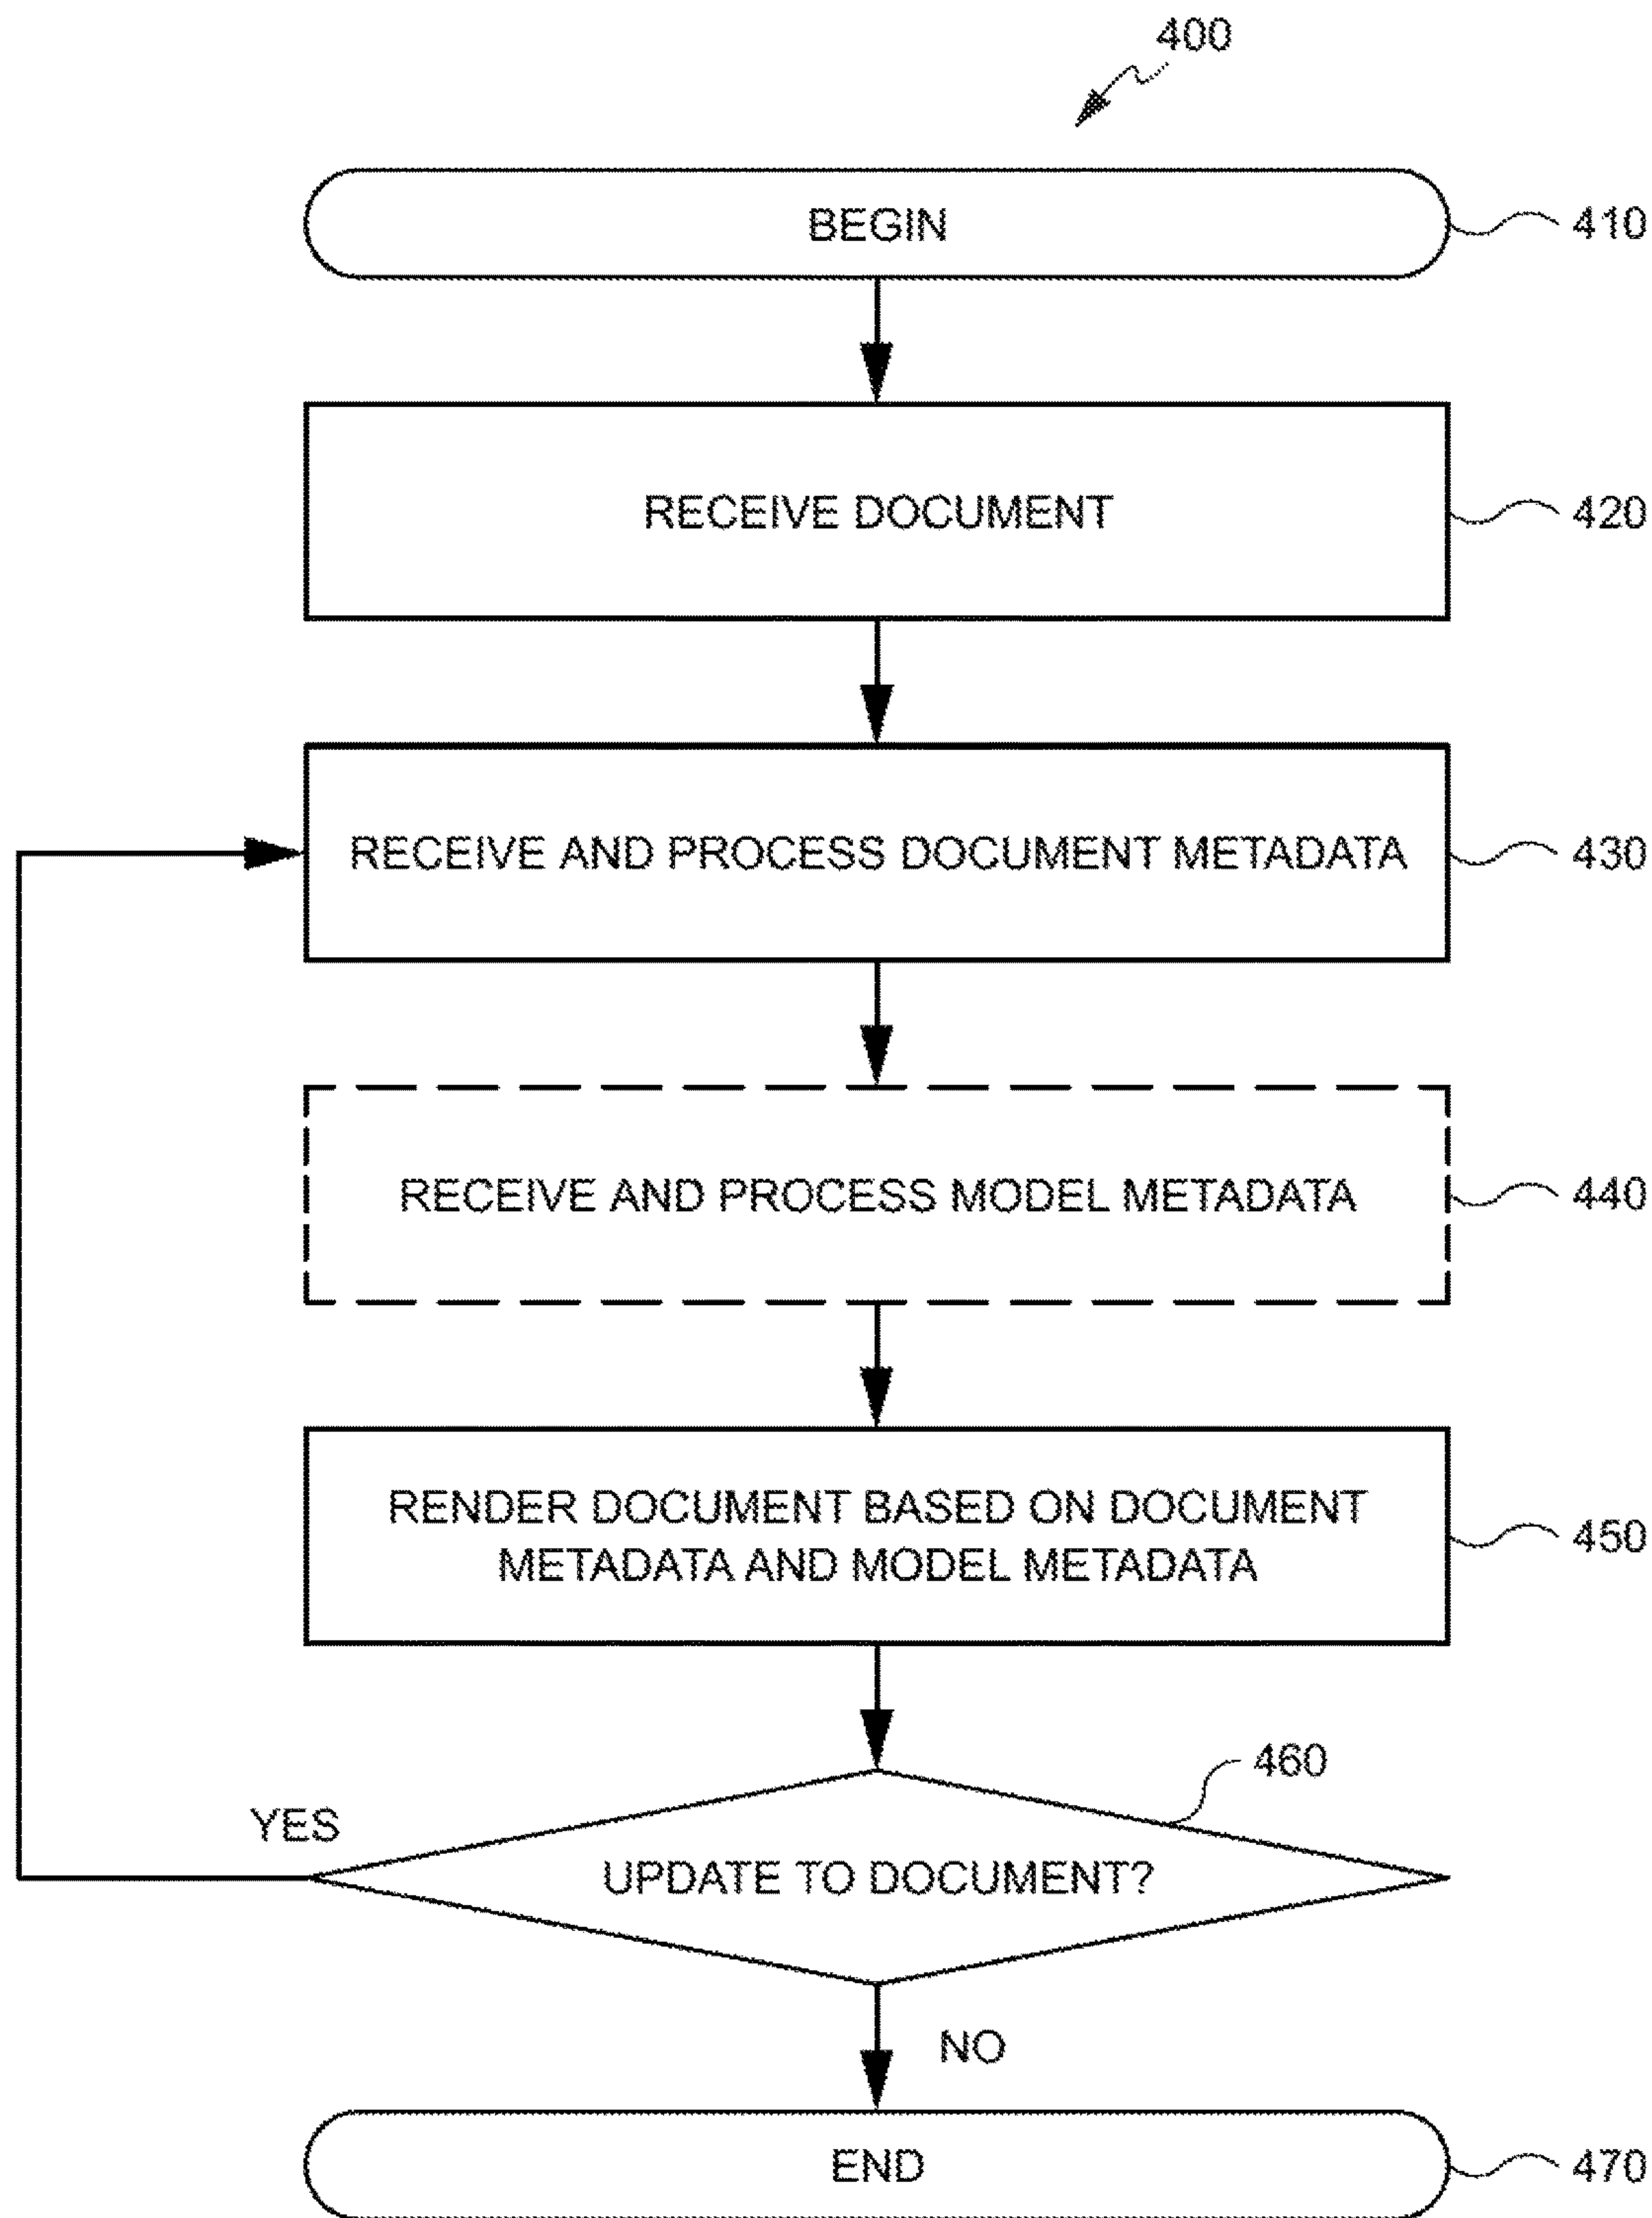 400
BEGIN
410
RECEIVE DOCUMENT
420
RECEIVE AND PROCESS DOCUMENT METADATA
430
RECEIVE AND PROCESS MODEL METADATA
440
RENDER DOCUMENT BASED ON DOCUMENT
METADATA AND MODEL METADATA
450
460
YES
UPDATE TO DOCUMENT?
NO
END
470